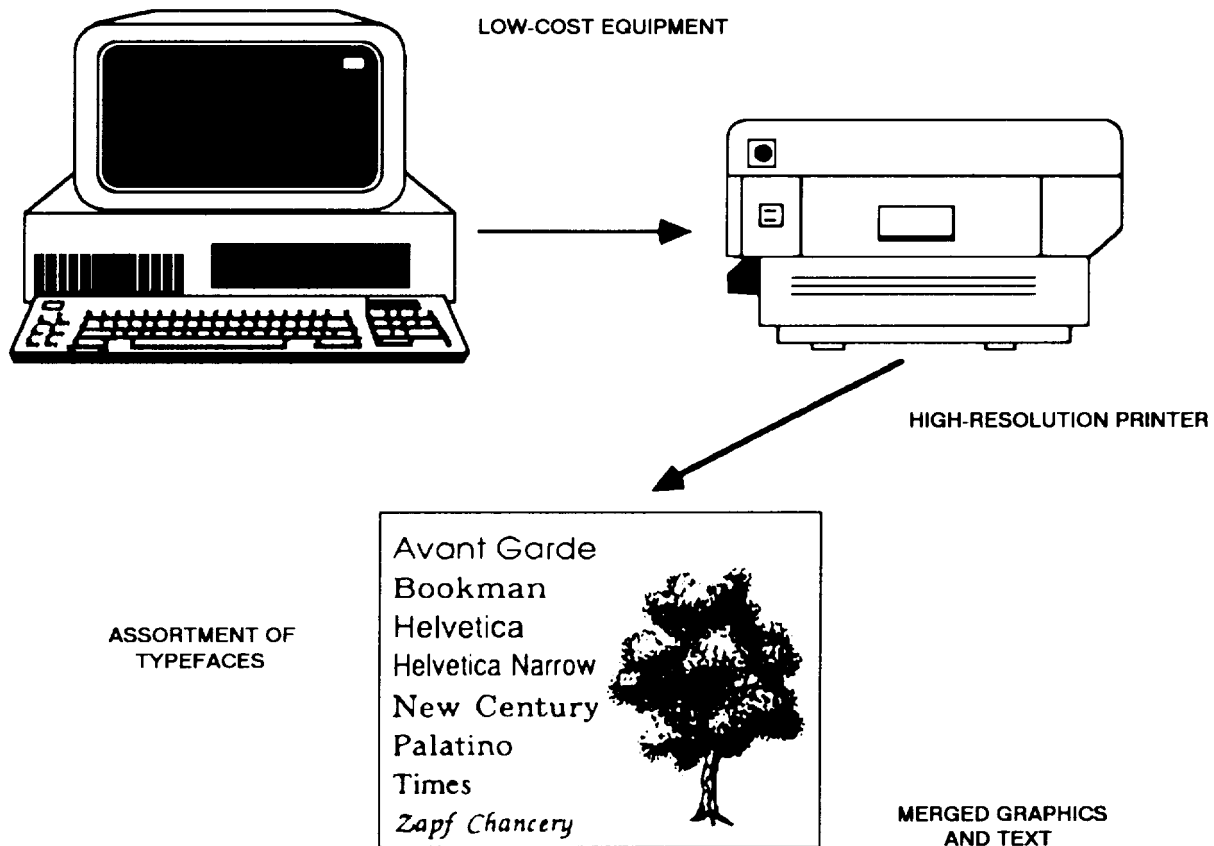 LOW-COST EQUIPMENT
HIGH-RESOLUTION PRINTER
Avant Garde
Bookman
Helvetica
Helvetica Narrow
New Century
Palatino
Times
Zapf Chancery
ASSORTMENT OF
TYPEFACES
MERGED GRAPHICS
AND TEXT